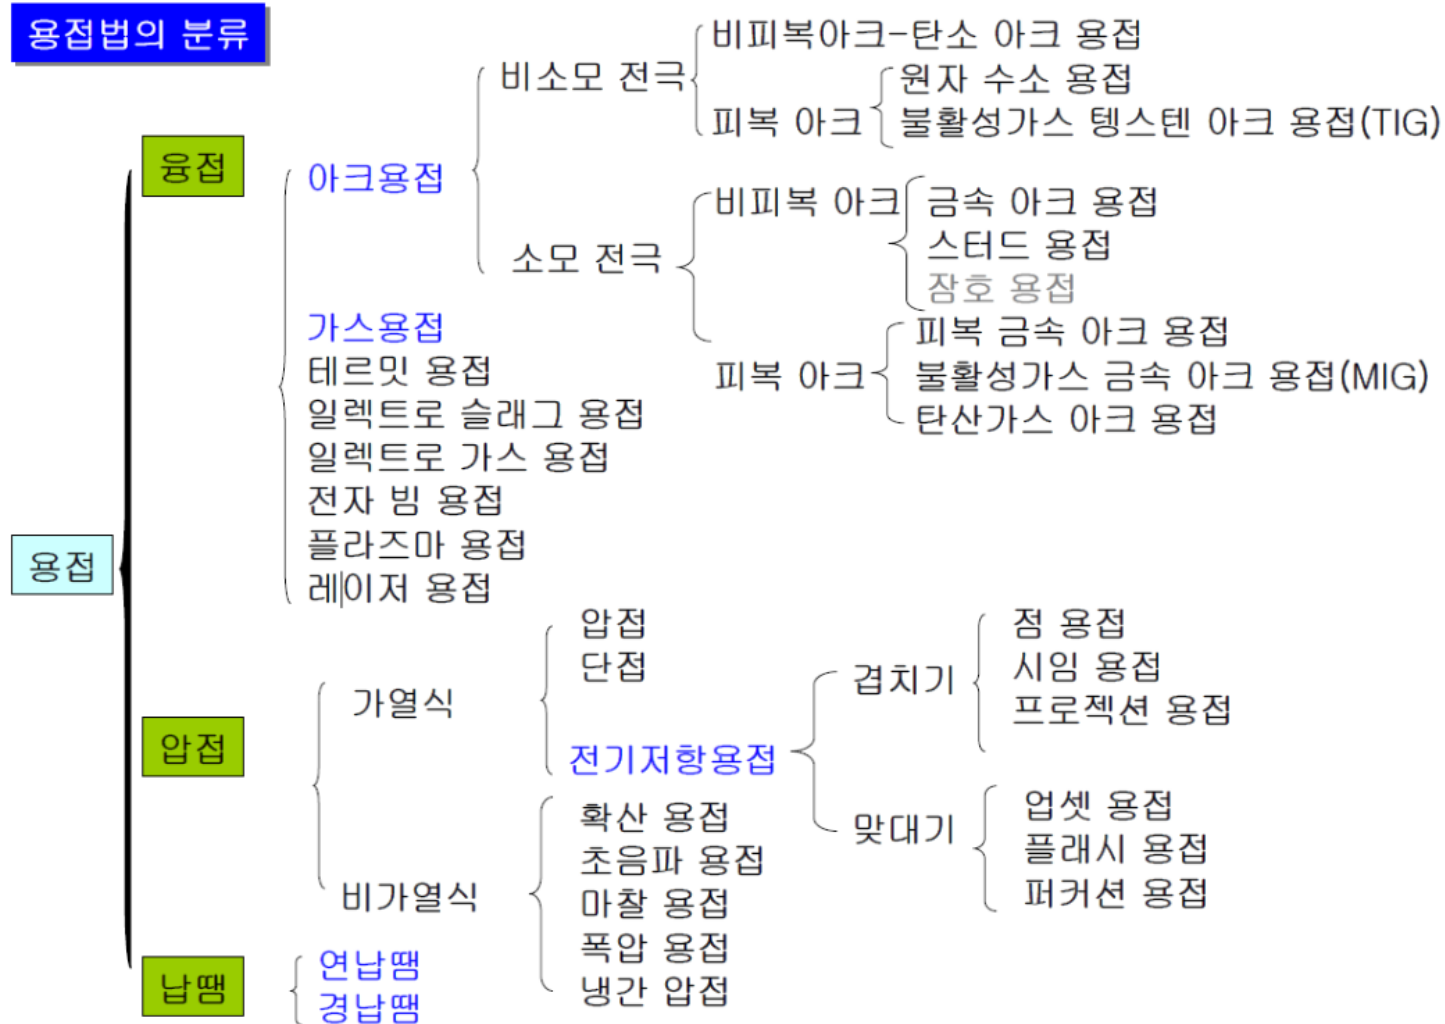 용접법의 분류
비피복아크-탄소 아크 용접
비소모 전극
원자 수소 용접
피복 아크
불활성가스 텅스텐 아크 용접(TIG)
융접
아크용접
비피복 아크
금속 아크 용접
스터드 용접
소모 전극
잠호 용접
가스용접
피복 금속 아크 용접
테르밋 용접
피복 아크
불활성가스 금속 아크 용접(MIG)
일렉트로 슬래그 용접
탄산가스 아크 용접
일렉트로 가스 용접
전자 빔 용접
플라즈마 용접
용접
레이저 용접
압접
점 용접
단접
시임 용접
겹치기
가열식
프로젝션 용접
압접
전기저항용접
확산 용접
업셋 용접
맞대기
초음파 용접
플래시 용접
비가열식
마찰 용접
퍼커션 용접
폭압 용접
연납땜
납땜
냉간 압접
경납땜